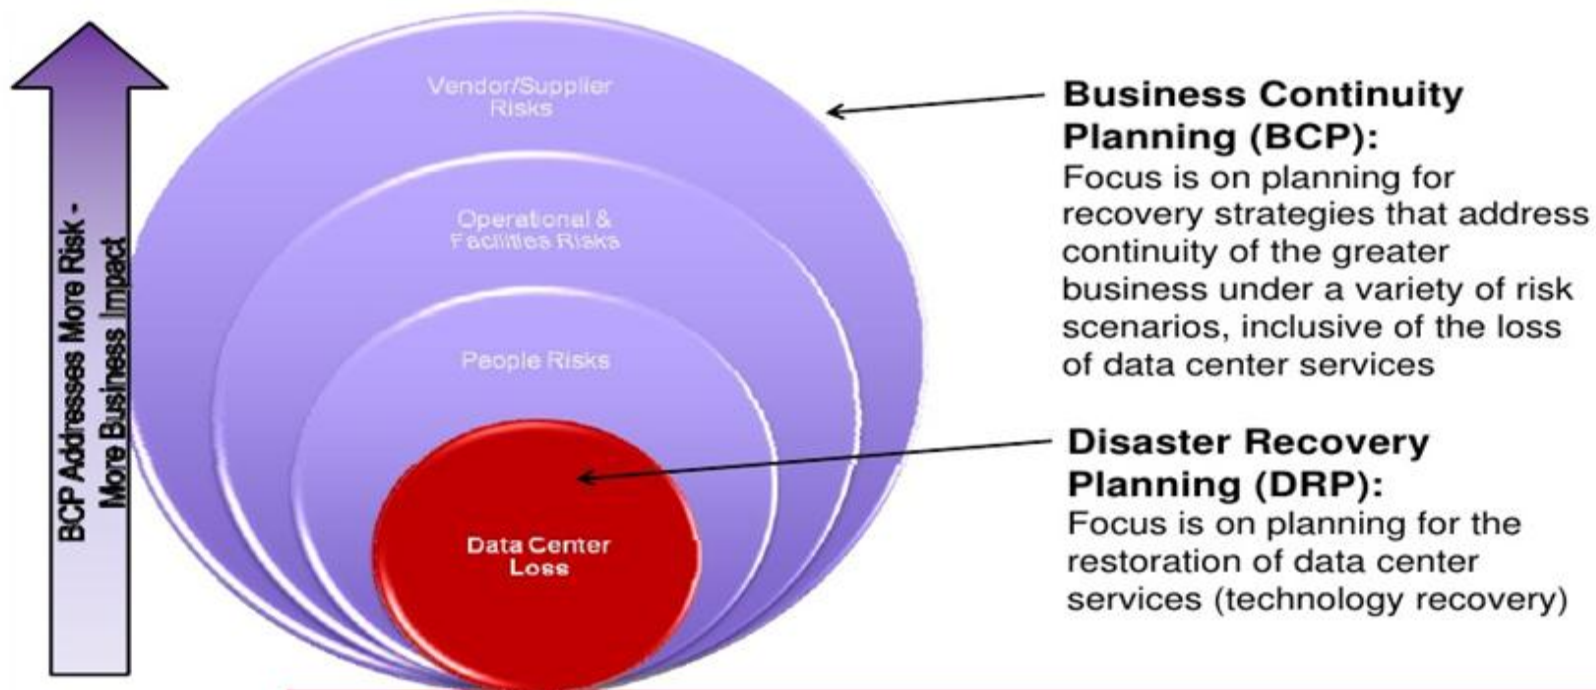 BCP Addresses More Risk -
More Business Impact
Vendor/Supplier
Risks
Operational &
Facilities Risks
People Risks
Data Center
Loss
Business Continuity
Planning (BCP):
Focus is on planning for
recovery strategies that address
continuity of the greater
business under a variety of risk
scenarios, inclusive of the loss
of data center services
Disaster Recovery
Planning (DRP):
Focus is on planning for the
restoration of data center
services (technology recovery)